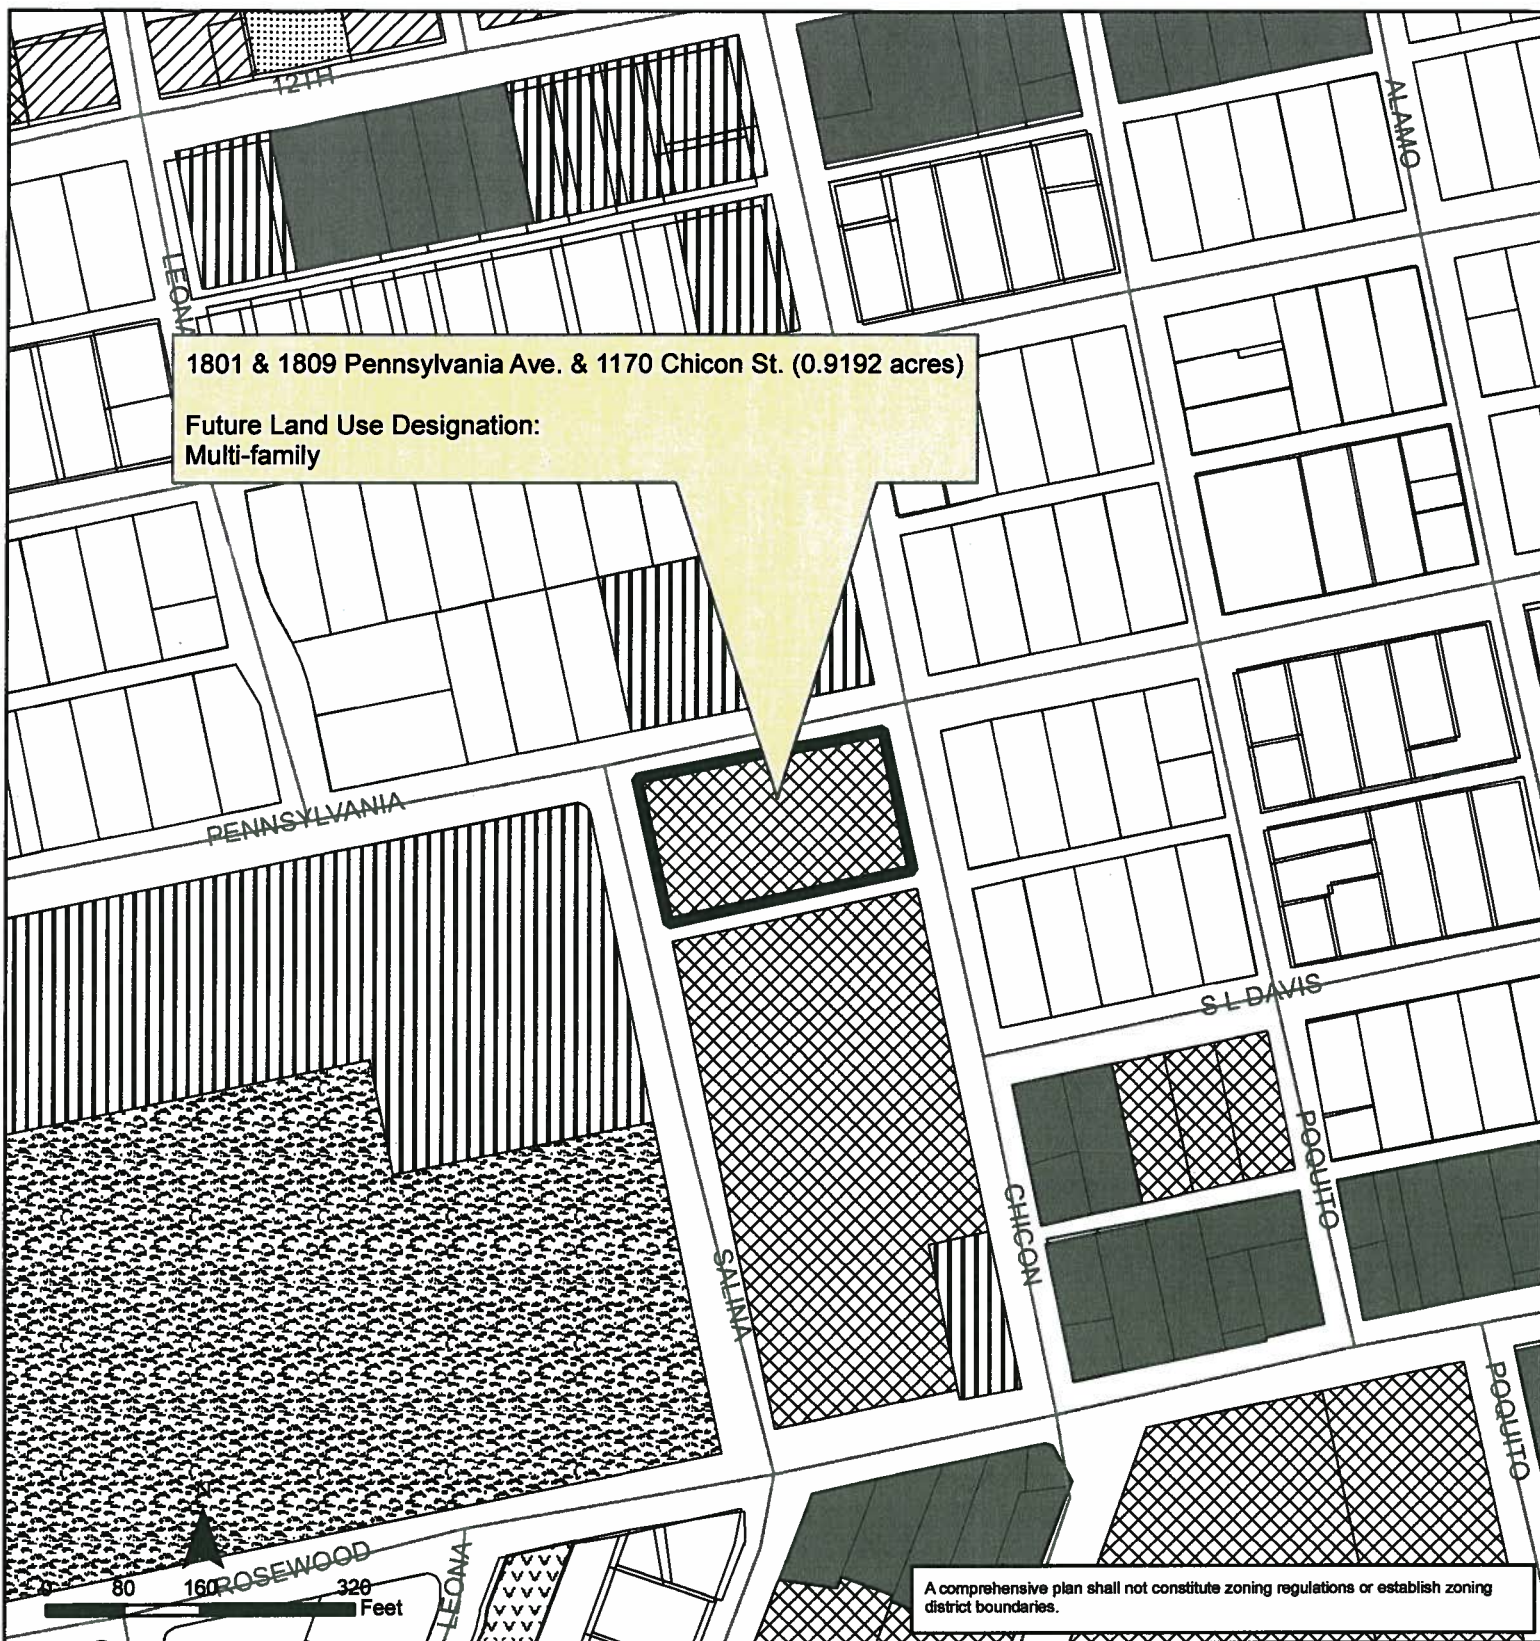 12TH
ALAMO
LEONA
1801 & 1809 Pennsylvania Ave. & 1170 Chicon St. (0.9192 acres)
Future Land Use Designation:
Multi-family
PENNSYLVANIA
S L DAVIS
POQUITO
CHICON
SALINA
POQUITO
N
ROSEWOOD
LEONA
0 80 160 320
Feet
A comprehensive plan shall not constitute zoning regulations or establish zoning
district boundaries.